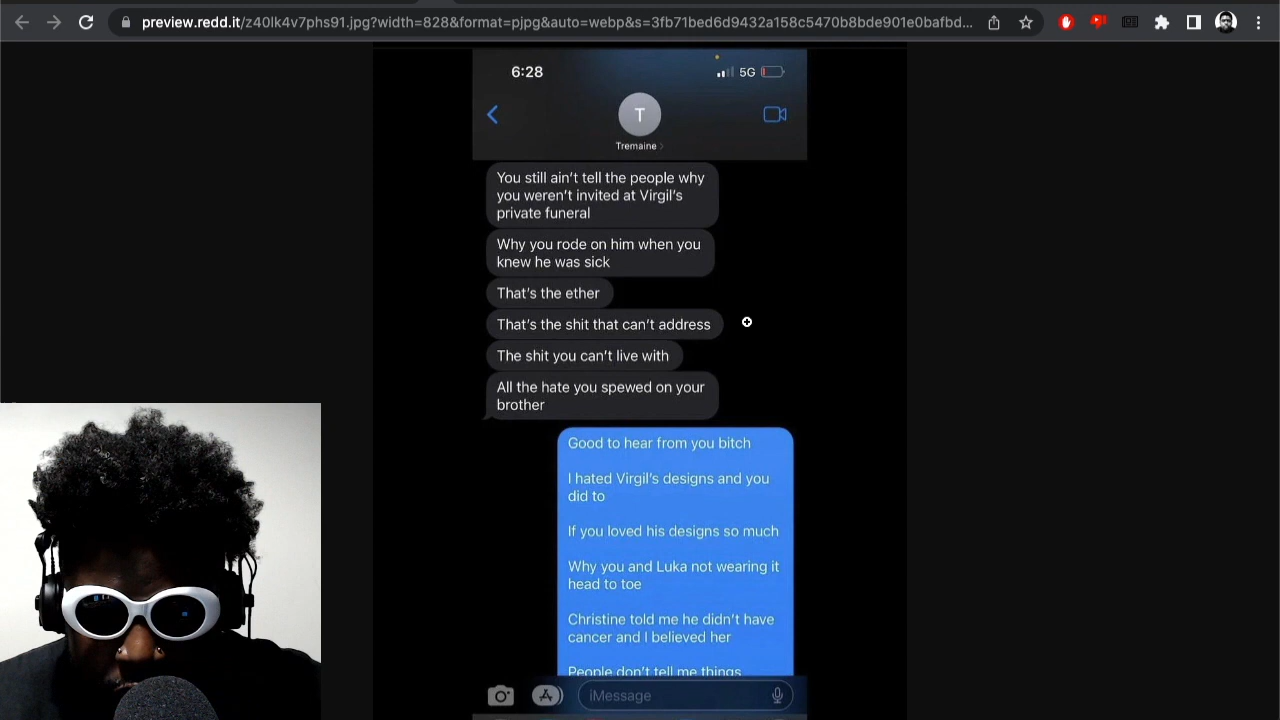 preview.redd.it/z40lk4v7phs91.jpg?width=828&format=pjpg&auto=webp&s=3fb71bed6d9432a158c5470b8bde901e0bafbd...
6:28
5G
T
Tremaine
You still ain't tell the people why
you weren't invited at Virgil's
private funeral
Why you rode on him when you
knew he was sick
That's the ether
That's the shit that can't address
The shit you can't live with
All the hate you spewed on your
brother
Good to hear from you bitch
I hated Virgil's designs and you
did to
If you loved his designs so much
Why you and Luka not wearing it
head to toe
Christine told me he didn't have
cancer and I believed her
People don't tell me things
iMessage